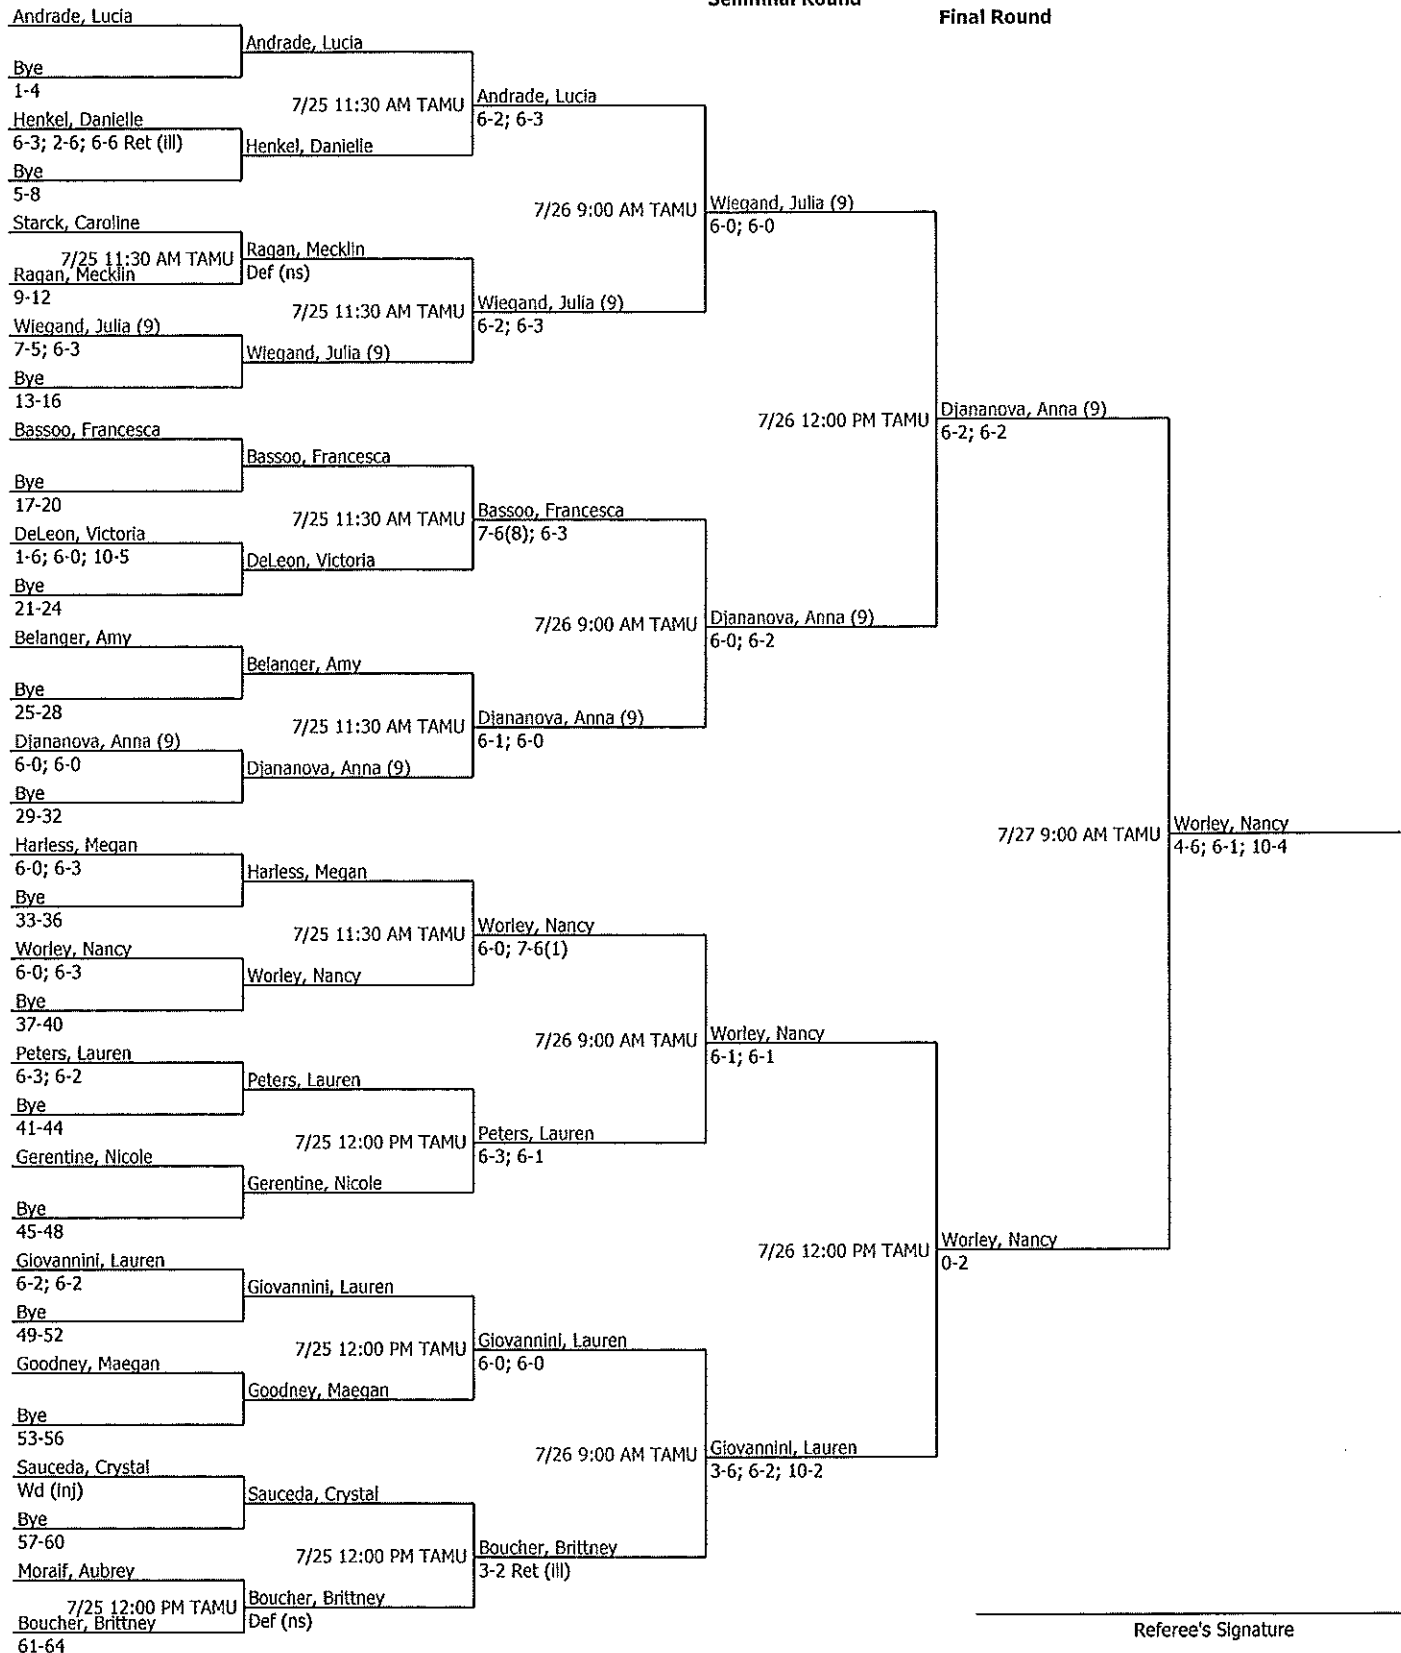 Semifinal Round
Final Round
Andrade, Lucia
Bye
1-4
Henkel, Danielle
6-3; 2-6; 6-6 Ret (ill)
Bye
5-8
Starck, Caroline
7/25 11:30 AM TAMU
Ragan, Mecklin
9-12
Wiegand, Julia (9)
7-5; 6-3
Bye
13-16
Bassoo, Francesca
Bye
17-20
DeLeon, Victoria
1-6; 6-0; 10-5
Bye
21-24
Belanger, Amy
Bye
25-28
Djananova, Anna (9)
6-0; 6-0
Bye
29-32
Harless, Megan
6-0; 6-3
Bye
33-36
Worley, Nancy
6-0; 6-3
Bye
37-40
Peters, Lauren
6-3; 6-2
Bye
41-44
Gerentine, Nicole
Bye
45-48
Giovannini, Lauren
6-2; 6-2
Bye
49-52
Goodney, Maegan
Bye
53-56
Sauceda, Crystal
Wd (inj)
Bye
57-60
Moraif, Aubrey
7/25 12:00 PM TAMU
Boucher, Brittney
61-64
Andrade, Lucia
7/25 11:30 AM TAMU
Henkel, Danielle
Ragan, Mecklin
Def (ns)
7/25 11:30 AM TAMU
Wiegand, Julia (9)
Bassoo, Francesca
7/25 11:30 AM TAMU
DeLeon, Victoria
Belanger, Amy
7/25 11:30 AM TAMU
Djananova, Anna (9)
Harless, Megan
7/25 11:30 AM TAMU
Worley, Nancy
Peters, Lauren
7/25 12:00 PM TAMU
Gerentine, Nicole
Giovannini, Lauren
7/25 12:00 PM TAMU
Goodney, Maegan
Sauceda, Crystal
7/25 12:00 PM TAMU
Boucher, Brittney
Def (ns)
Andrade, Lucia
6-2; 6-3
7/26 9:00 AM TAMU
Wiegand, Julia (9)
6-2; 6-3
Bassoo, Francesca
7-6(8); 6-3
7/26 9:00 AM TAMU
Djananova, Anna (9)
6-1; 6-0
Worley, Nancy
6-0; 7-6(1)
7/26 9:00 AM TAMU
Peters, Lauren
6-3; 6-1
Giovannini, Lauren
6-0; 6-0
7/26 9:00 AM TAMU
Boucher, Brittney
3-2 Ret (ill)
Wiegand, Julia (9)
6-0; 6-0
7/26 12:00 PM TAMU
Djananova, Anna (9)
6-0; 6-2
Worley, Nancy
6-1; 6-1
7/26 12:00 PM TAMU
Giovannini, Lauren
3-6; 6-2; 10-2
Djananova, Anna (9)
6-2; 6-2
7/27 9:00 AM TAMU
Worley, Nancy
0-2
Worley, Nancy
4-6; 6-1; 10-4
Referee's Signature